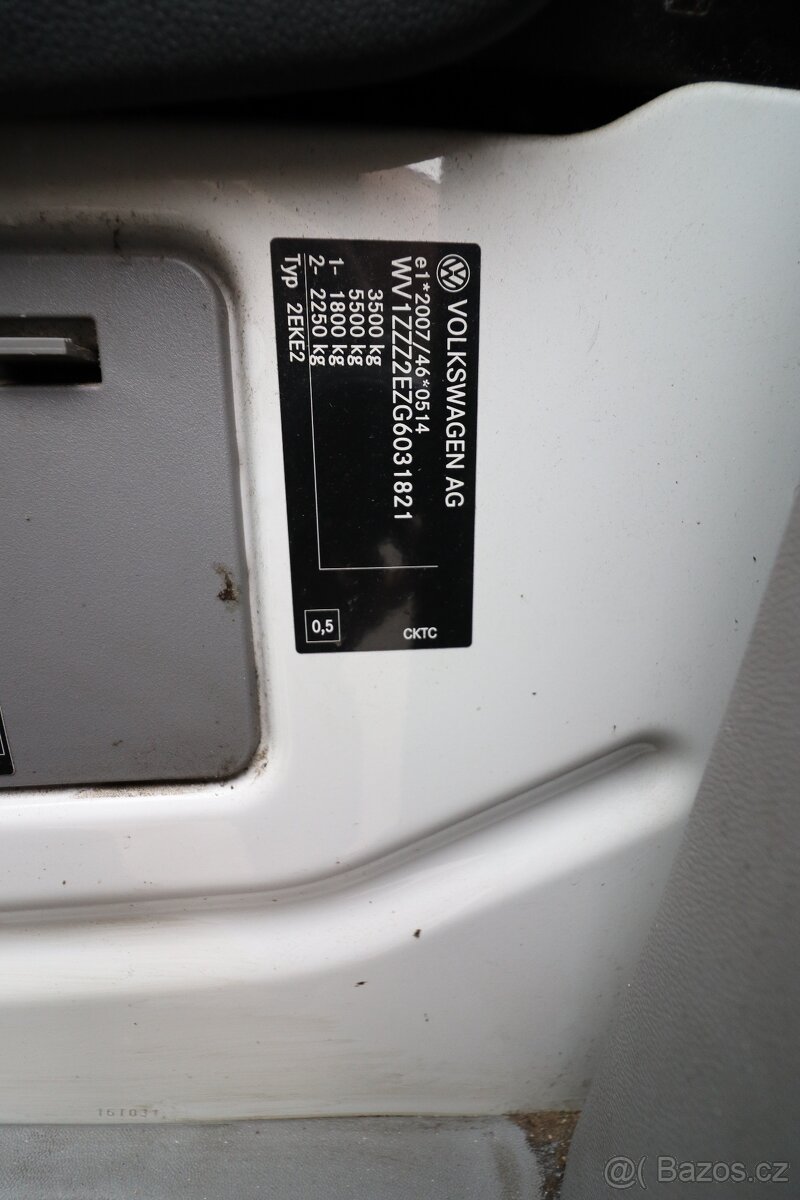 VOLKSWAGEN AG
e1*2007/46*0514
WV1ZZZ2EZG6031821
3500 kg
5500 kg
1- 1800 kg
2- 2250 kg
Typ 2EKE2
0,5
CKTC
@( Bazos.cz